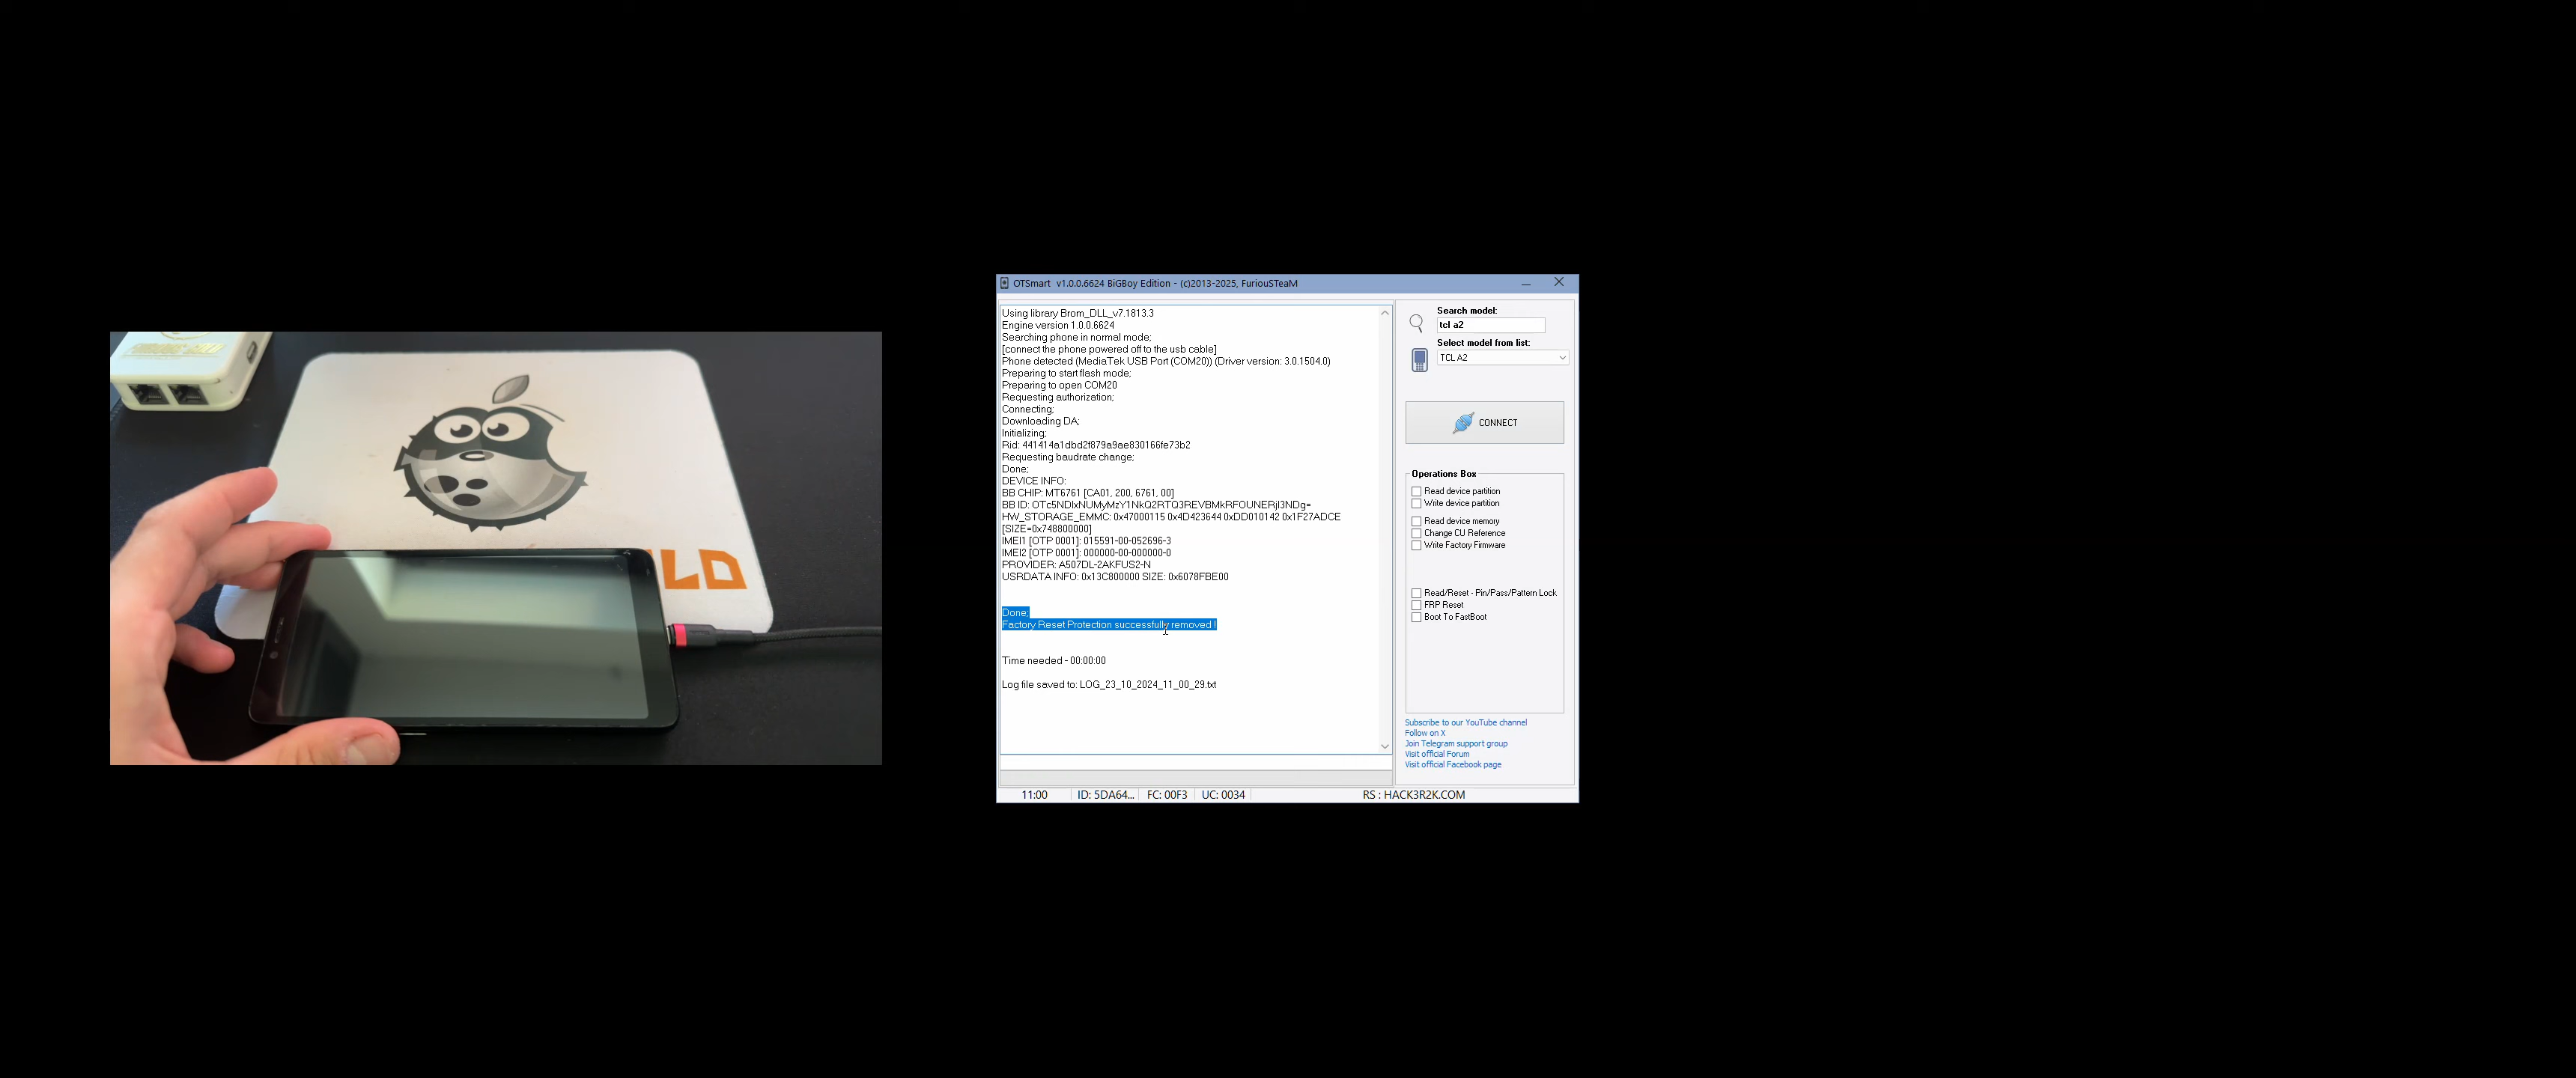 LD
OTSmart v1.0.0.6624 BiGBoy Edition - (c)2013-2025, FuriouSTeaM
Using library Brom_DLL_v7.1813.3
Engine version 1.0.0.6624
Searching phone in normal mode;
[connect the phone powered off to the usb cable]
Phone detected (MediaTek USB Port (COM20)) (Driver version: 3.0.1504.0)
Preparing to start flash mode;
Preparing to open COM20
Requesting authorization;
Connecting;
Downloading DA;
Initializing;
Rid: 441414a1dbd2f879a9ae830166fe73b2
Requesting baudrate change;
Done;
DEVICE INFO:
BB CHIP: MT6761 [CA01, 200, 6761, 00]
BB ID: OTc5NDIxNUMyMzY1NkQ2RTQ3REVBMkRFOUNERjI3NDg=
HW_STORAGE_EMMC: 0x47000115 0x4D423644 0xDD010142 0x1F27ADCE
[SIZE=0x748800000]
IMEI1 [OTP 0001]: 015591-00-052696-3
IMEI2 [OTP 0001]: 000000-00-000000-0
PROVIDER: A507DL-2AKFUS2-N
USRDATA INFO: 0x13C800000 SIZE: 0x6078FBE00
Done;
Factory Reset Protection successfully removed !
Time needed - 00:00:00
Log file saved to: LOG_23_10_2024_11_00_29.txt
Search model:
tcl a2
Select model from list:
TCL A2
CONNECT
Operations Box
Read device partition
Write device partition
Read device memory
Change CU Reference
Write Factory Firmware
Read/Reset - Pin/Pass/Pattern Lock
FRP Reset
Boot To FastBoot
Subscribe to our YouTube channel
Follow on X
Join Telegram support group
Visit official Forum
Visit official Facebook page
11:00 ID: 5DA64... FC: 00F3 UC: 0034 RS : HACK3R2K.COM